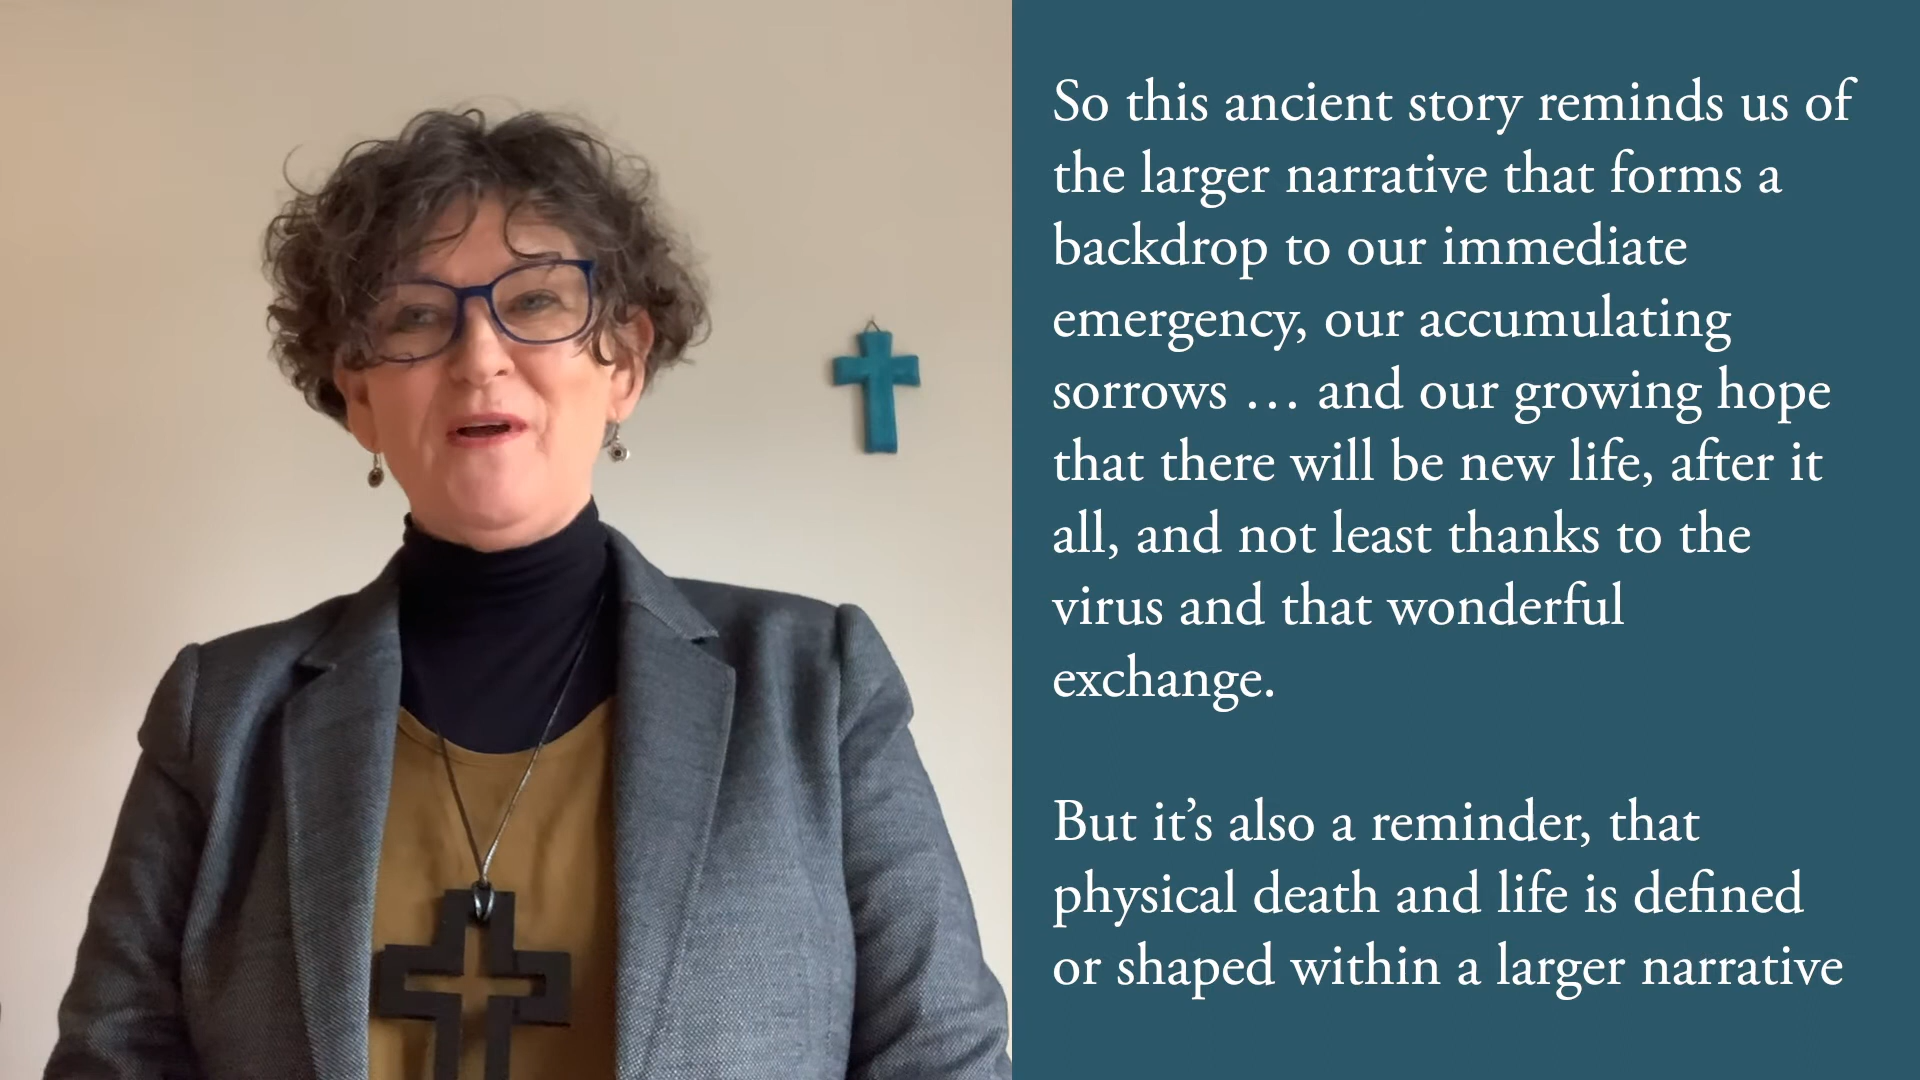 So this ancient story reminds us of
the larger narrative that forms a
backdrop to our immediate
emergency, our accumulating
sorrows … and our growing hope
that there will be new life, after it
all, and not least thanks to the
virus and that wonderful
exchange.
But it’s also a reminder, that
physical death and life is defined
or shaped within a larger narrative